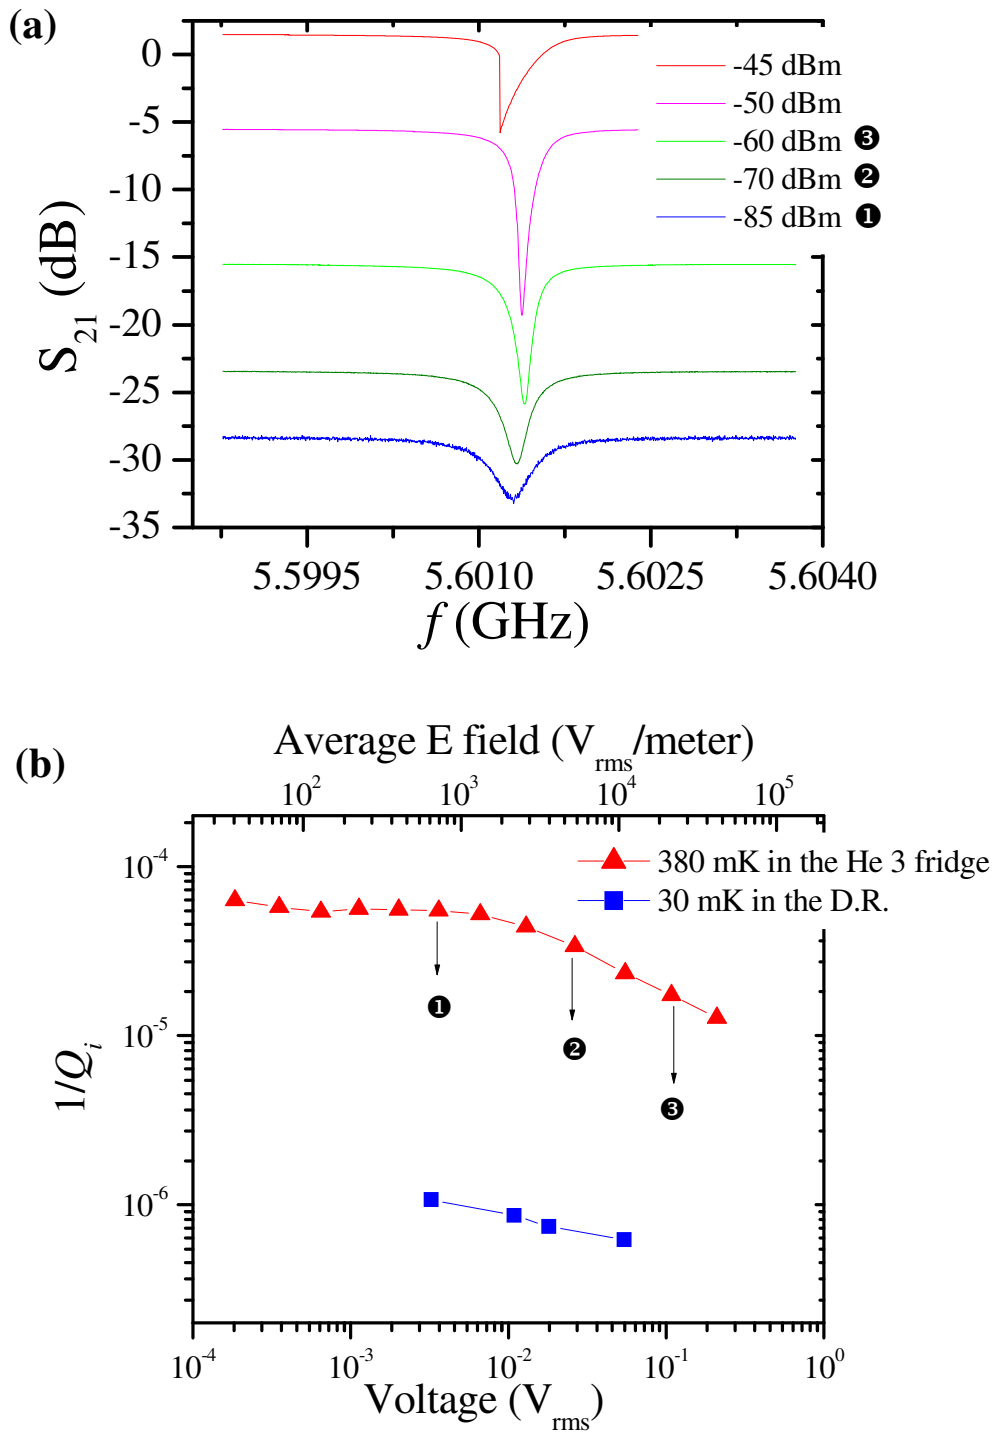 (a)
0
-5
-10
-15
-20
-25
-30
-35
S21 (dB)
-45 dBm
-50 dBm
-60 dBm ❸
-70 dBm ❷
-85 dBm ❶
5.5995 5.6010 5.6025 5.6040
f (GHz)
(b)
Average E field (Vrms/meter)
10^2 10^3 10^4 10^5
380 mK in the He 3 fridge
30 mK in the D.R.
10^-4
10^-5
10^-6
1/Qi
❶
❷
❸
10^-4 10^-3 10^-2 10^-1 10^0
Voltage (Vrms)